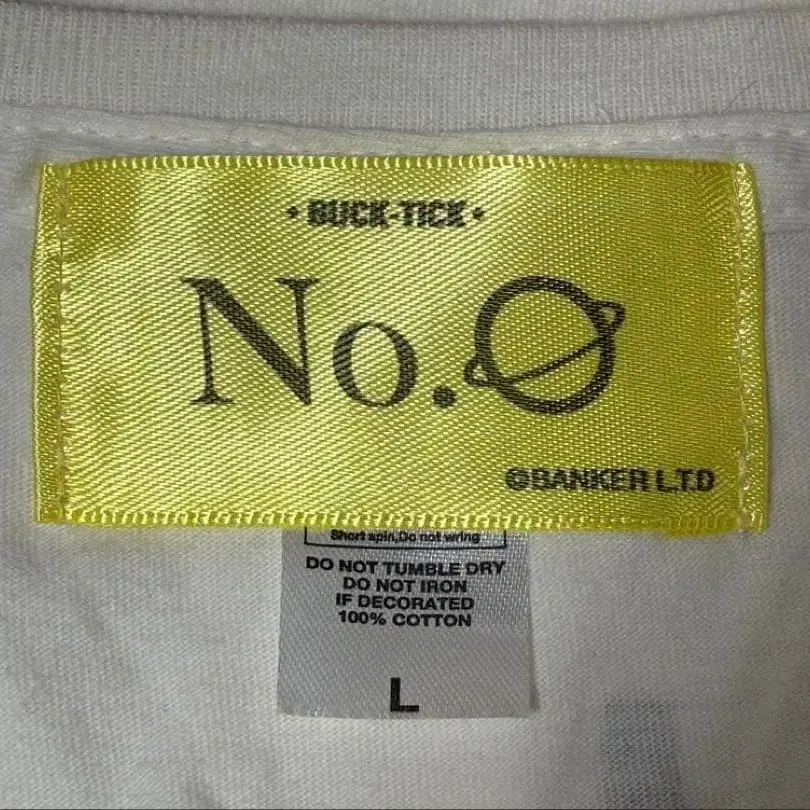 • BUCK-TICK •
No.0
©BANKER L.T.D
Short spin,Do not wring
DO NOT TUMBLE DRY
DO NOT IRON
IF DECORATED
100% COTTON
L